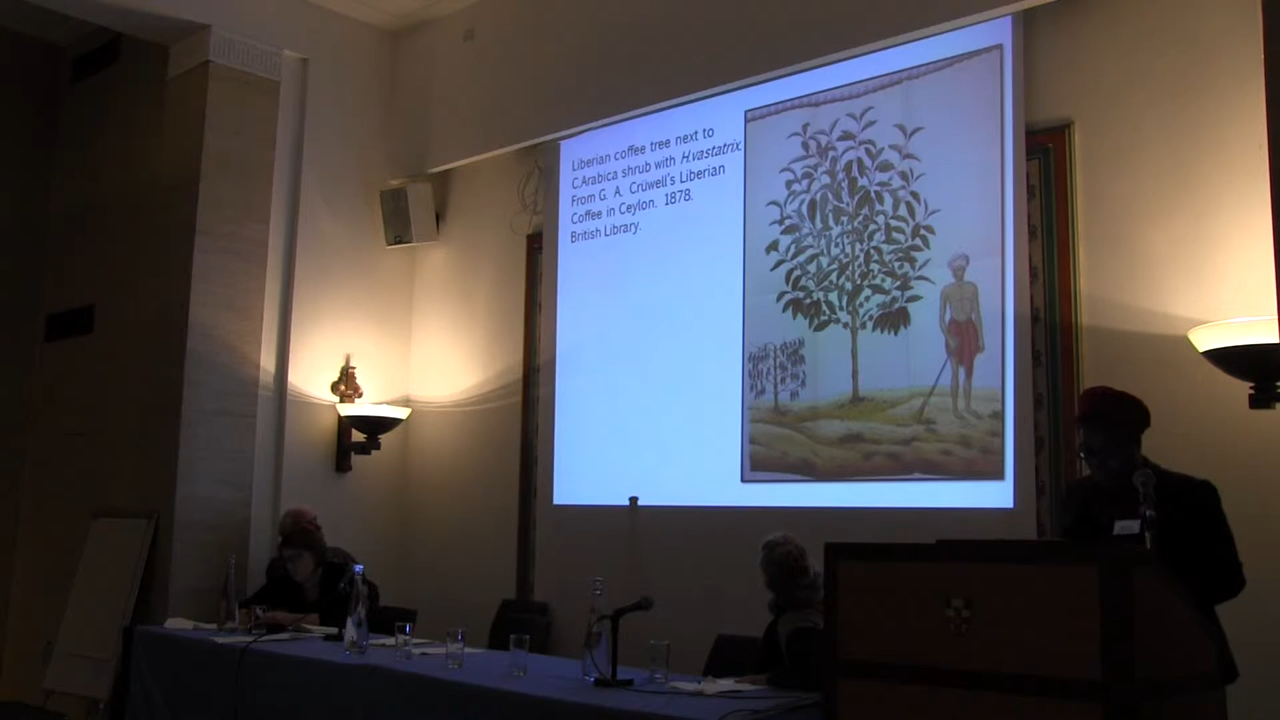 Liberian coffee tree next to
C.Arabica shrub with H.vastatrix.
From G. A. Crüwell's Liberian
Coffee in Ceylon. 1878.
British Library.